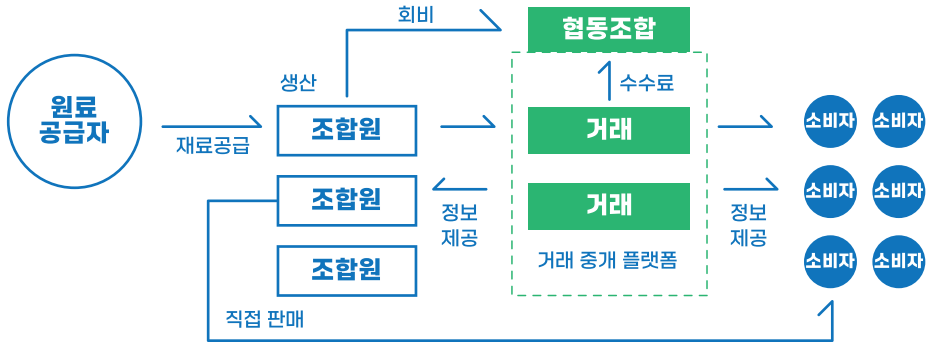 회비
협동조합
생산
수수료
원료
공급자
재료공급
조합원
거래
소비자
소비자
조합원
거래
소비자
소비자
정보
제공
정보
제공
조합원
거래 중개 플랫폼
소비자
소비자
직접 판매